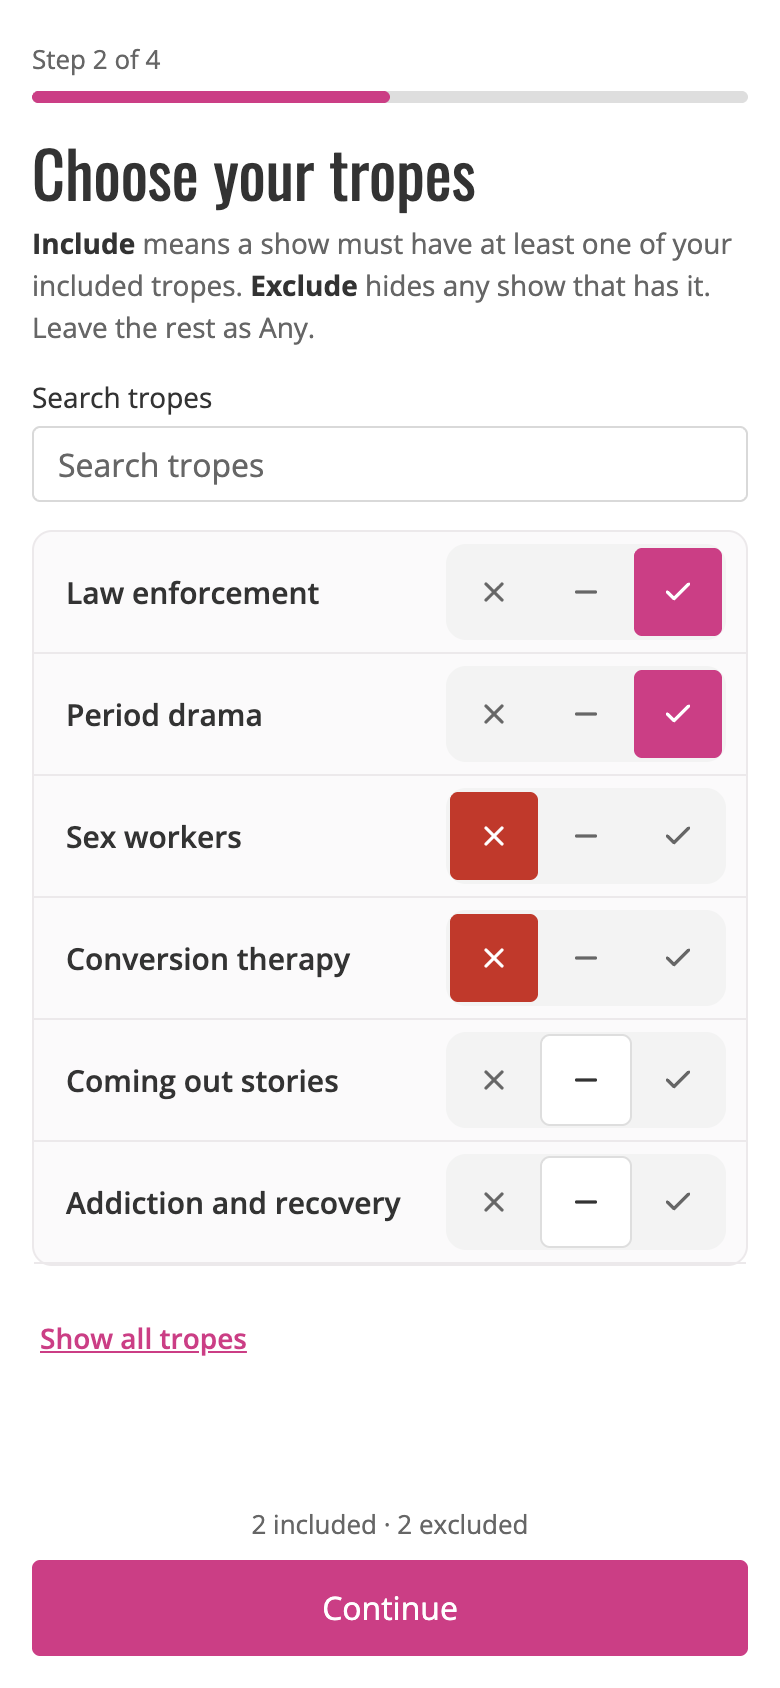 Step 2 of 4
Choose your tropes
Include means a show must have at least one of your
included tropes. Exclude hides any show that has it.
Leave the rest as Any.
Search tropes
Search tropes
Law enforcement
Period drama
Sex workers
Conversion therapy
Coming out stories
Addiction and recovery
Show all tropes
2 included · 2 excluded
Continue